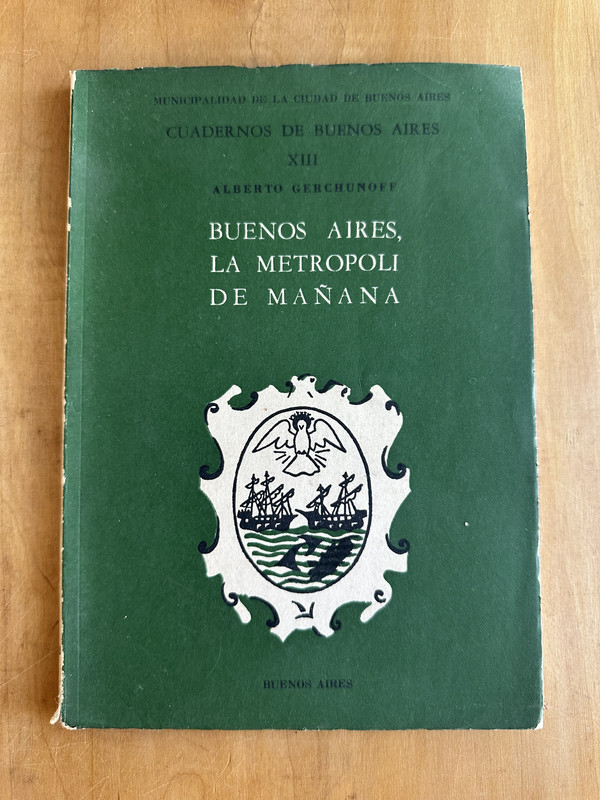 MUNICIPALIDAD DE LA CIUDAD DE BUENOS AIRES
CUADERNOS DE BUENOS AIRES
XIII
ALBERTO GERCHUNOFF
BUENOS AIRES,
LA METROPOLI
DE MAÑANA
BUENOS AIRES